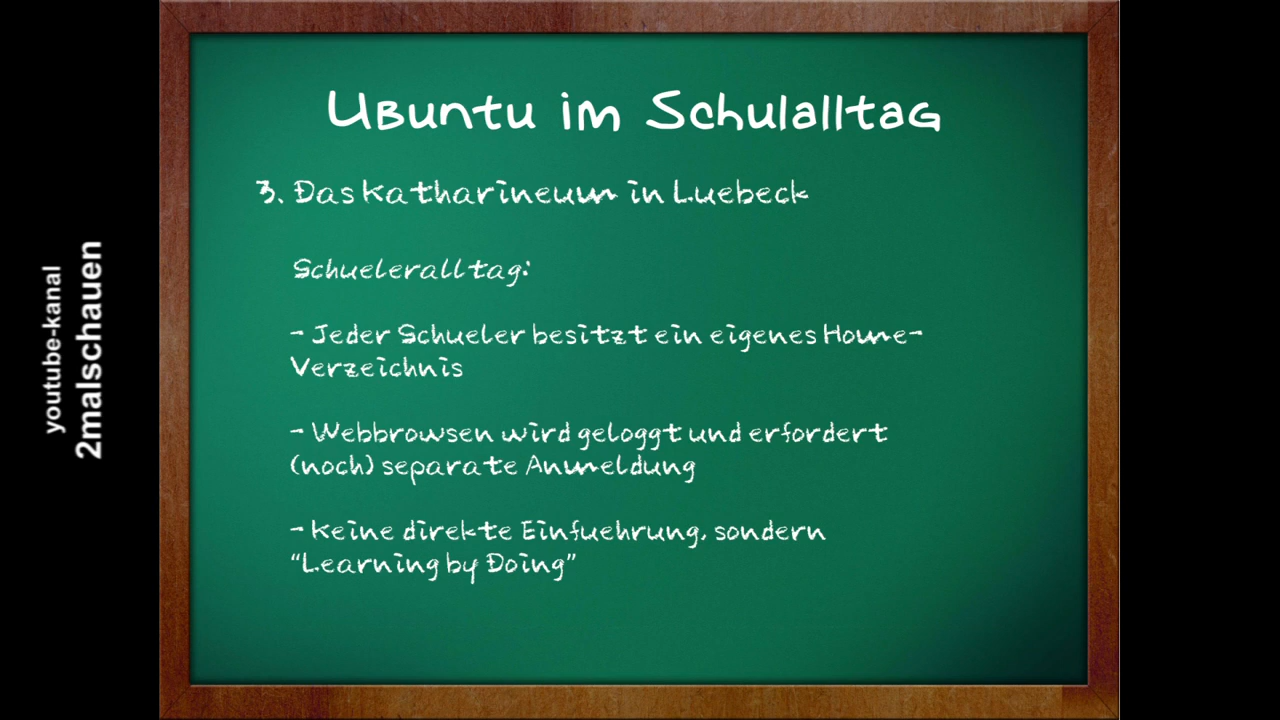 Ubuntu im Schulalltag
3. Das Katharineum in Luebeck
Schueleralltag:
- Jeder Schueler besitzt ein eigenes Home-
Verzeichnis
- Webbrowsen wird geloggt und erfordert
(noch) separate Anmeldung
- Keine direkte Einfuehrung, sondern
"Learning by Doing"
youtube-kanal
2malschauen